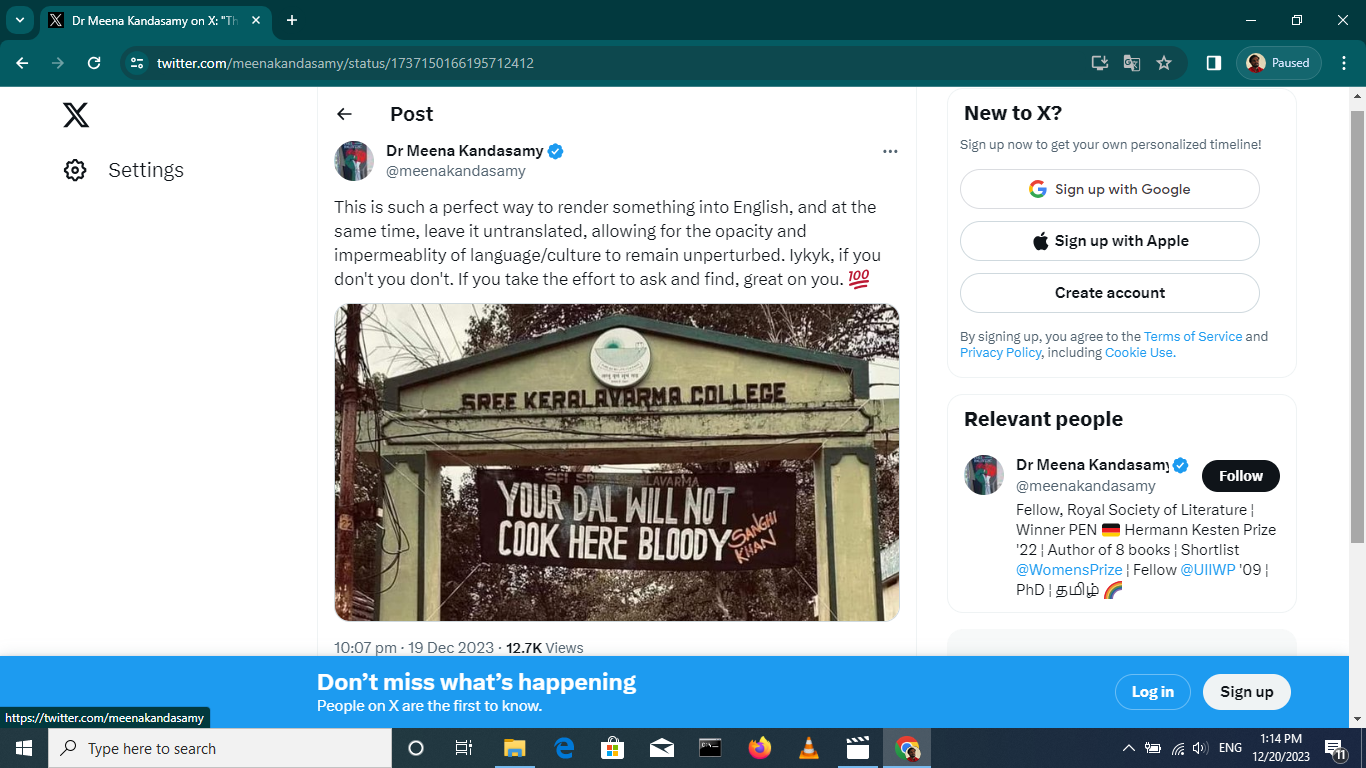 Dr Meena Kandasamy on X: "Th
twitter.com/meenakandasamy/status/1737150166195712412
Paused
Settings
Post
Dr Meena Kandasamy
@meenakandasamy
This is such a perfect way to render something into English, and at the
same time, leave it untranslated, allowing for the opacity and
impermeablity of language/culture to remain unperturbed. Iykyk, if you
don't you don't. If you take the effort to ask and find, great on you. 💯
SREE KERALAVARMA COLLEGE
SFI SREE KERALAVARMA
YOUR DAL WILL NOT
COOK HERE BLOODY
SANGHI
KHAN
10:07 pm · 19 Dec 2023 · 12.7K Views
New to X?
Sign up now to get your own personalized timeline!
Sign up with Google
Sign up with Apple
Create account
By signing up, you agree to the Terms of Service and
Privacy Policy, including Cookie Use.
Relevant people
Dr Meena Kandasamy
@meenakandasamy
Follow
Fellow, Royal Society of Literature ¦
Winner PEN 🇩🇪 Hermann Kesten Prize
'22 ¦ Author of 8 books ¦ Shortlist
@WomensPrize ¦ Fellow @UIIWP '09 ¦
PhD ¦ தமிழ் 🌈
Don't miss what's happening
People on X are the first to know.
Log in
Sign up
https://twitter.com/meenakandasamy
Type here to search
ENG
1:14 PM
12/20/2023
11